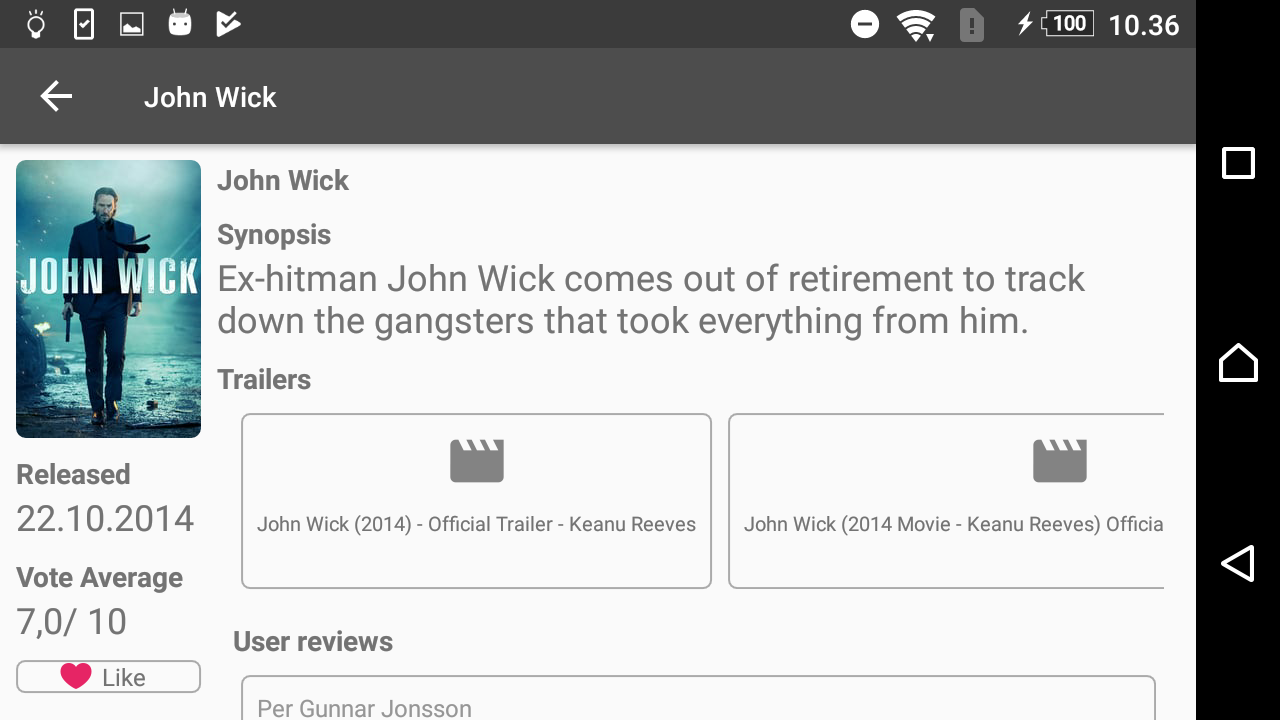 100 10.36
John Wick
JOHN WICK
Released
22.10.2014
Vote Average
7,0/ 10
Like
John Wick
Synopsis
Ex-hitman John Wick comes out of retirement to track
down the gangsters that took everything from him.
Trailers
John Wick (2014) - Official Trailer - Keanu Reeves
John Wick (2014 Movie - Keanu Reeves) Officia
User reviews
Per Gunnar Jonsson